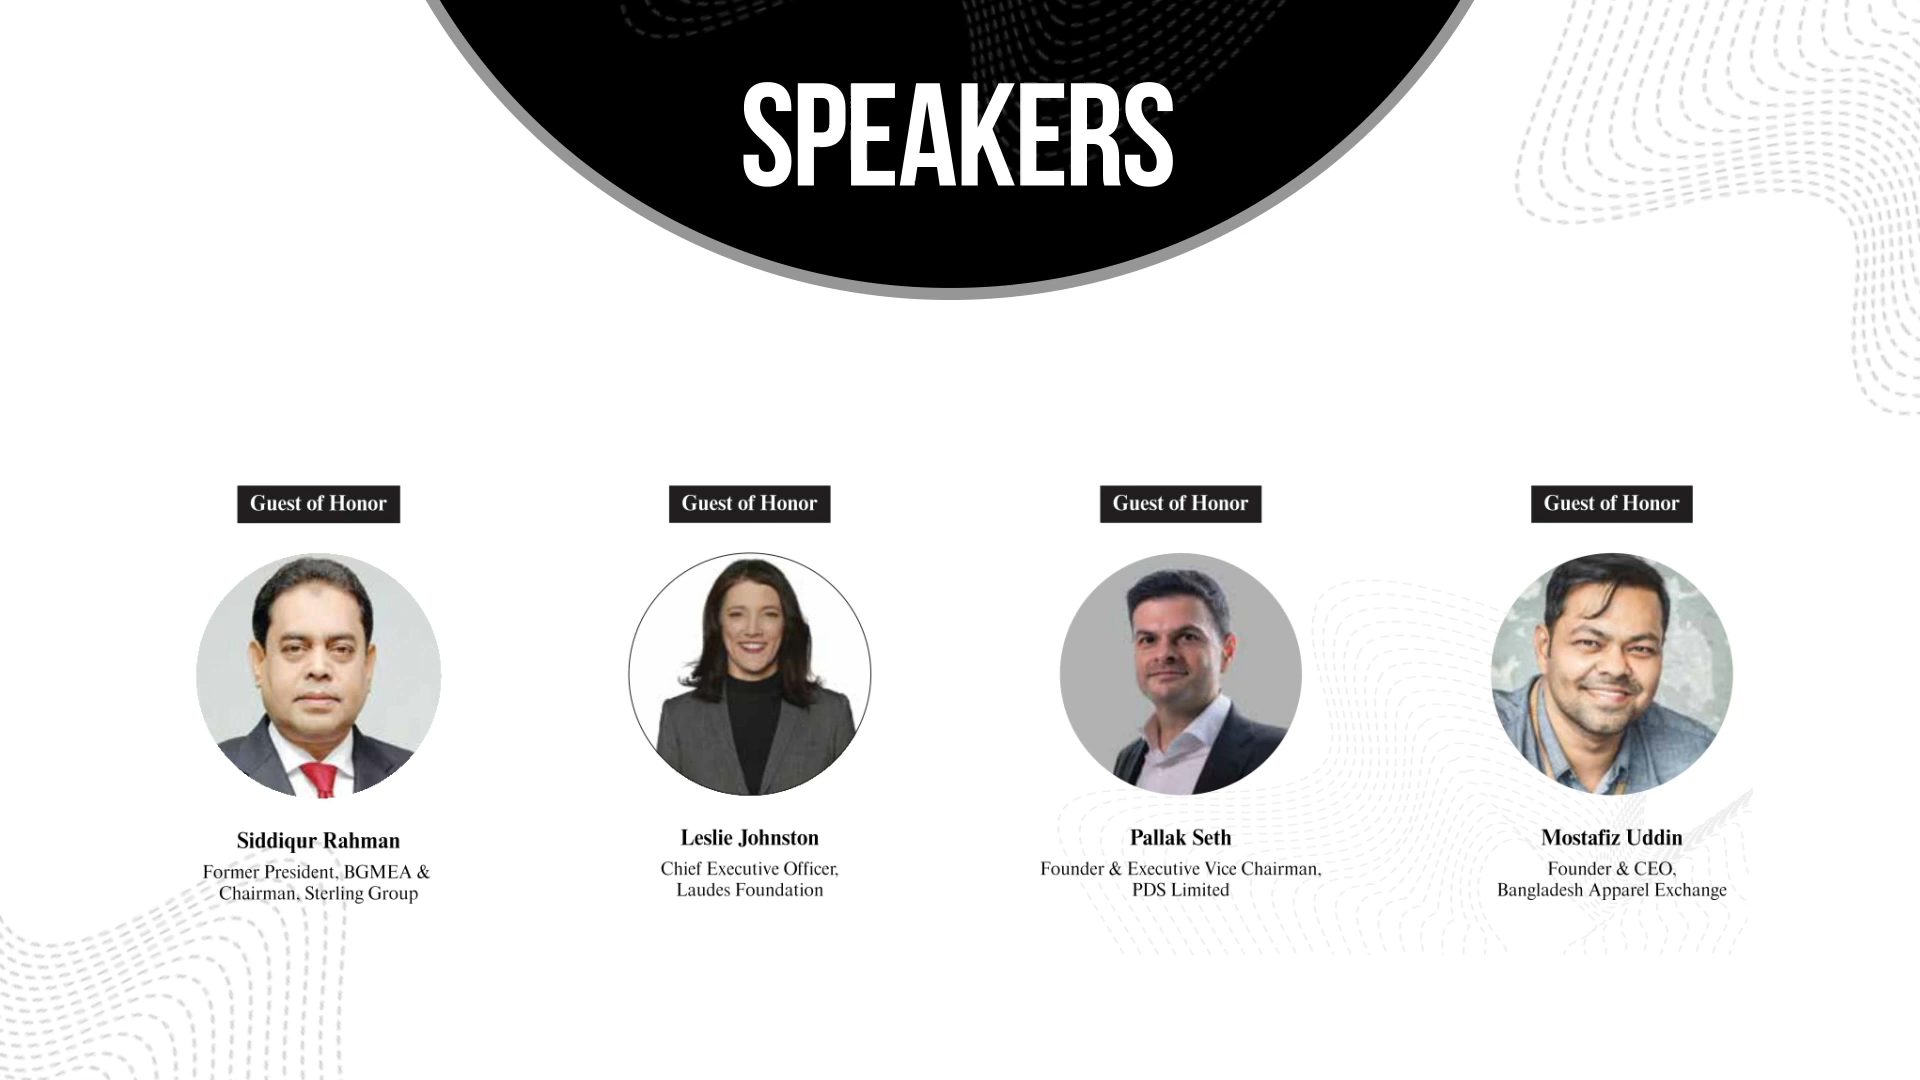 SPEAKERS
Guest of Honor
Siddiqur Rahman
Former President, BGMEA &
Chairman, Sterling Group
Guest of Honor
Leslie Johnston
Chief Executive Officer,
Laudes Foundation
Guest of Honor
Pallak Seth
Founder & Executive Vice Chairman,
PDS Limited
Guest of Honor
Mostafiz Uddin
Founder & CEO,
Bangladesh Apparel Exchange